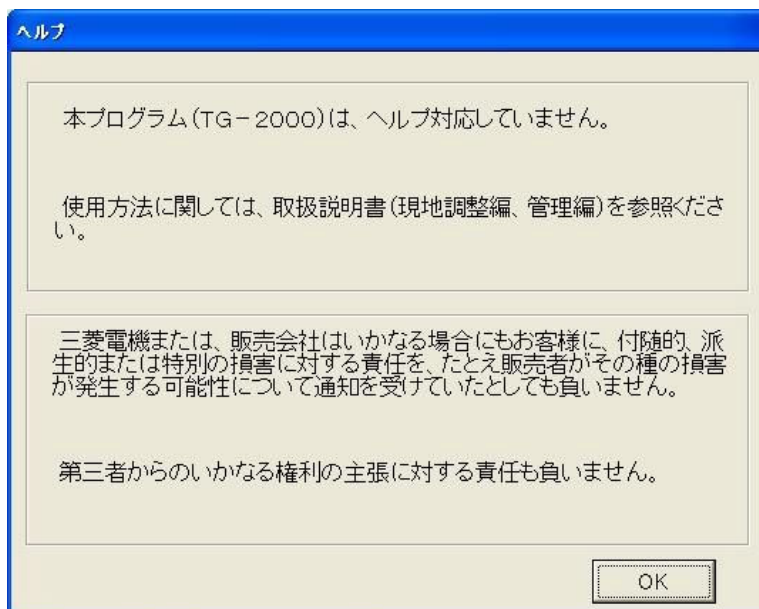 ヘルプ
本プログラム(TG-2000)は、ヘルプ対応していません。
使用方法に関しては、取扱説明書(現地調整編、管理編)を参照くださ
い。
三菱電機または、販売会社はいかなる場合にもお客様に、付随的、派
生的または特別の損害に対する責任を、たとえ販売者がその種の損害
が発生する可能性について通知を受けていたとしても負いません。
第三者からのいかなる権利の主張に対する責任も負いません。
OK